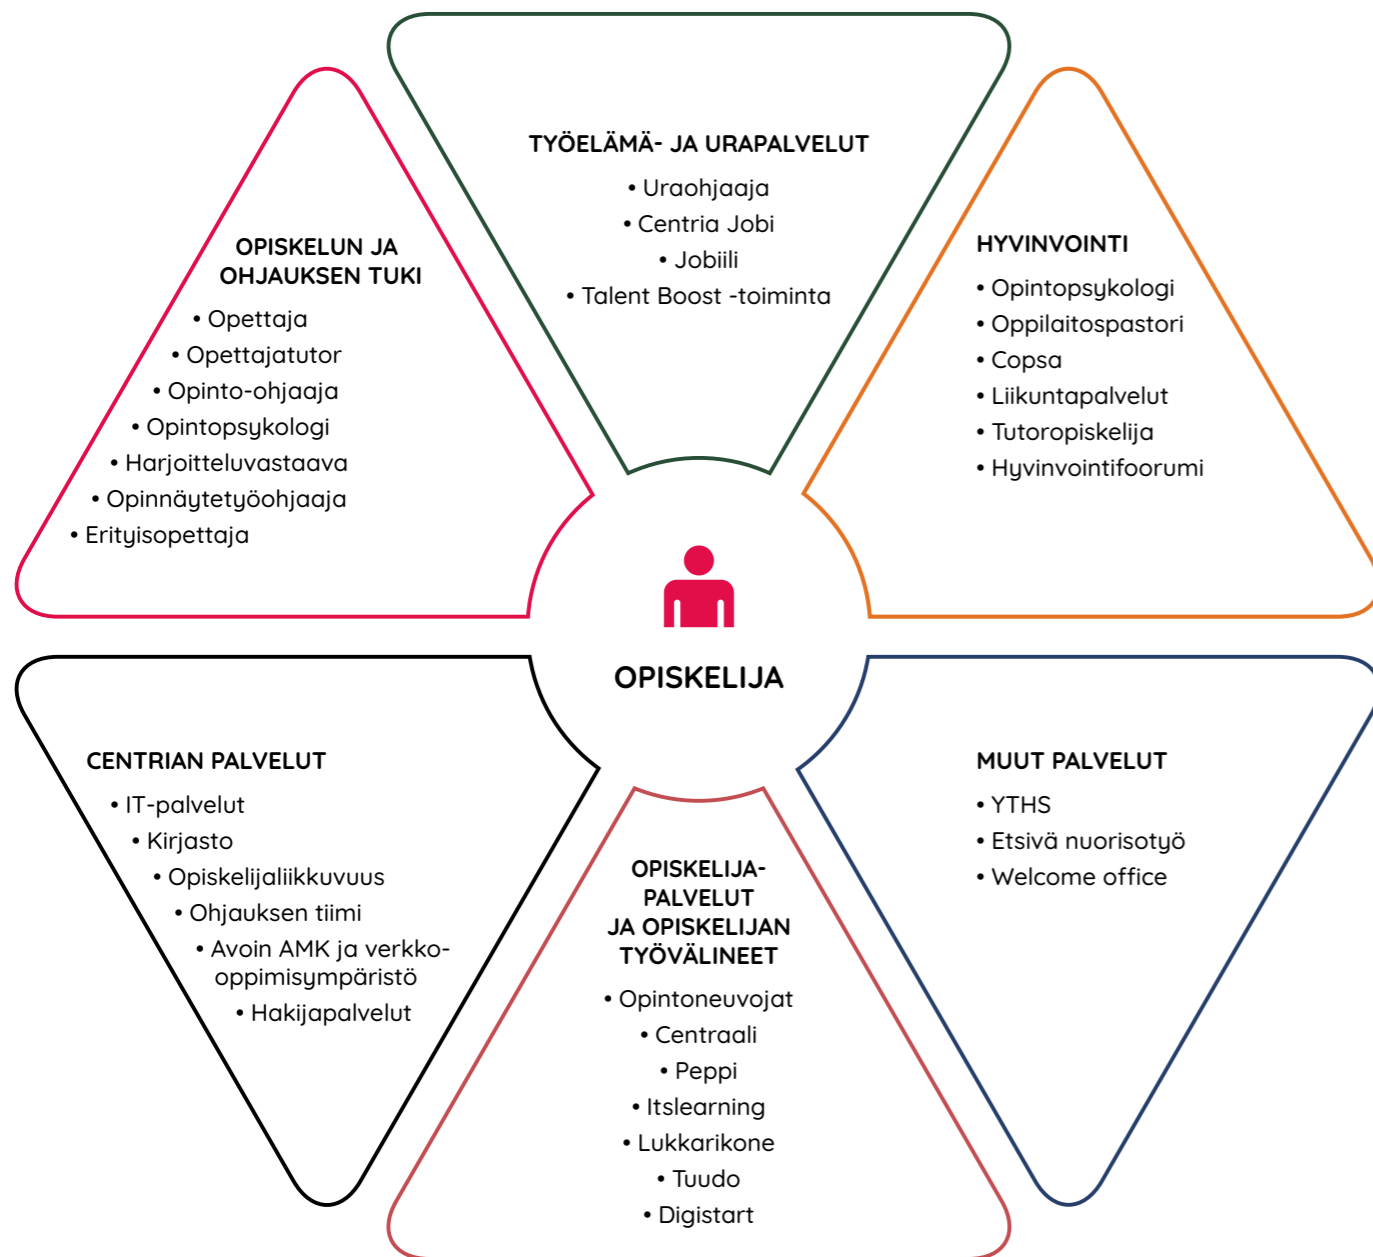 TYÖELÄMÄ- JA URAPALVELUT
• Uraohjaaja
• Centria Jobi
• Jobiili
• Talent Boost -toiminta
OPISKELUN JA
OHJAUKSEN TUKI
• Opettaja
• Opettajatutor
• Opinto-ohjaaja
• Opintopsykologi
• Harjoitteluvastaava
• Opinnäytetyöohjaaja
• Erityisopettaja
HYVINVOINTI
• Opintopsykologi
• Oppilaitospastori
• Copsa
• Liikuntapalvelut
• Tutoropiskelija
• Hyvinvointifoorumi
OPISKELIJA
CENTRIAN PALVELUT
• IT-palvelut
• Kirjasto
• Opiskelijaliikkuvuus
• Ohjauksen tiimi
• Avoin AMK ja verkko-
oppimisympäristö
• Hakijapalvelut
OPISKELIJA-
PALVELUT
JA OPISKELIJAN
TYÖVÄLINEET
• Opintoneuvojat
• Centraali
• Peppi
• Itslearning
• Lukkarikone
• Tuudo
• Digistart
MUUT PALVELUT
• YTHS
• Etsivä nuorisotyö
• Welcome office